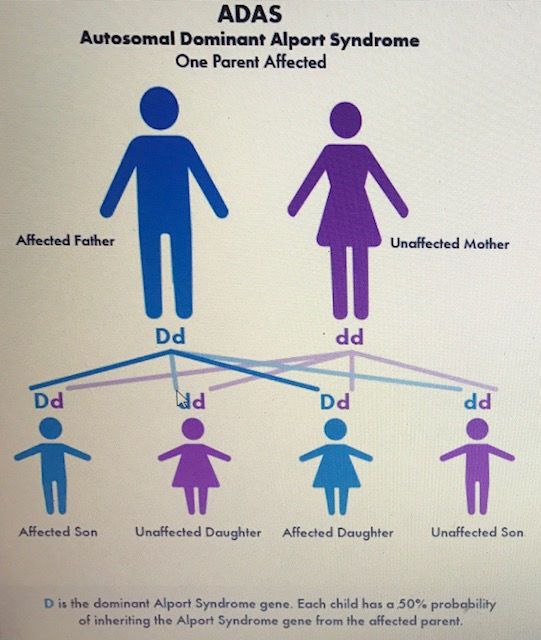 ADAS
Autosomal Dominant Alport Syndrome
One Parent Affected
Affected Father
Unaffected Mother
Dd
dd
Dd
dd
Dd
dd
Affected Son
Unaffected Daughter
Affected Daughter
Unaffected Son
D is the dominant Alport Syndrome gene. Each child has a 50% probability
of inheriting the Alport Syndrome gene from the affected parent.